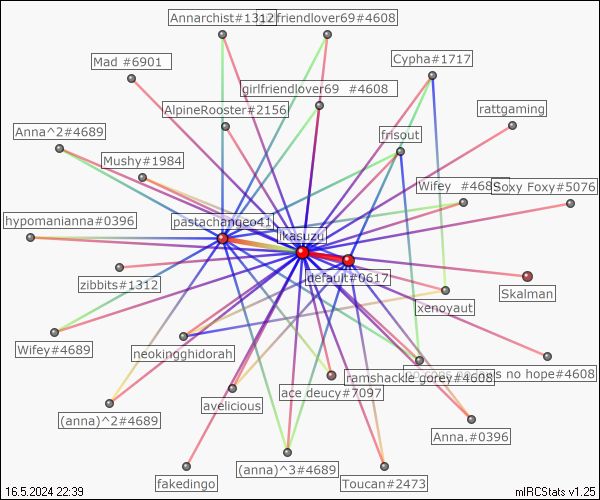 Annarchist#1312
friendlover69#4608
Mad #6901
Cypha#1717
girlfriendlover69 #4608
AlpineRooster#2156
rattgaming
Anna^2#4689
frisout
Mushy#1984
Wifey #4689
Soxy Foxy#5076
hypomanianna#0396
pastachangeo41
ikasuzu
default#0617
zibbits#1312
Skalman
xenoyaut
Wifey#4689
neokingghidorah
no hope#4608
ramshackle gorey#4608
ace deucy#7097
avelicious
(anna)^2#4689
Anna.#0396
(anna)^3#4689
fakedingo
Toucan#2473
16.5.2024 22:39
mIRCStats v1.25